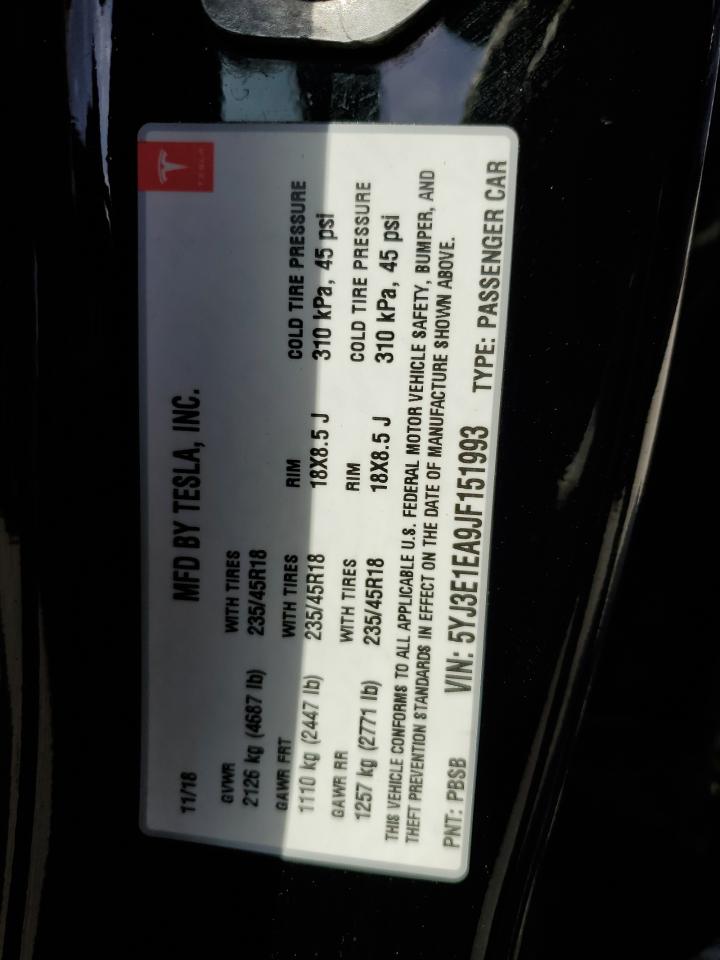 TESLA
MFD BY TESLA, INC.
11/18
GVWR WITH TIRES
2126 kg (4687 lb) 235/45R18
GAWR FRT WITH TIRES RIM COLD TIRE PRESSURE
1110 kg (2447 lb) 235/45R18 18X8.5 J 310 kPa, 45 psi
GAWR RR WITH TIRES RIM COLD TIRE PRESSURE
1257 kg (2771 lb) 235/45R18 18X8.5 J 310 kPa, 45 psi
THIS VEHICLE CONFORMS TO ALL APPLICABLE U.S. FEDERAL MOTOR VEHICLE SAFETY, BUMPER, AND
THEFT PREVENTION STANDARDS IN EFFECT ON THE DATE OF MANUFACTURE SHOWN ABOVE.
PNT: PBSB VIN: 5YJ3E1EA9JF151993 TYPE: PASSENGER CAR